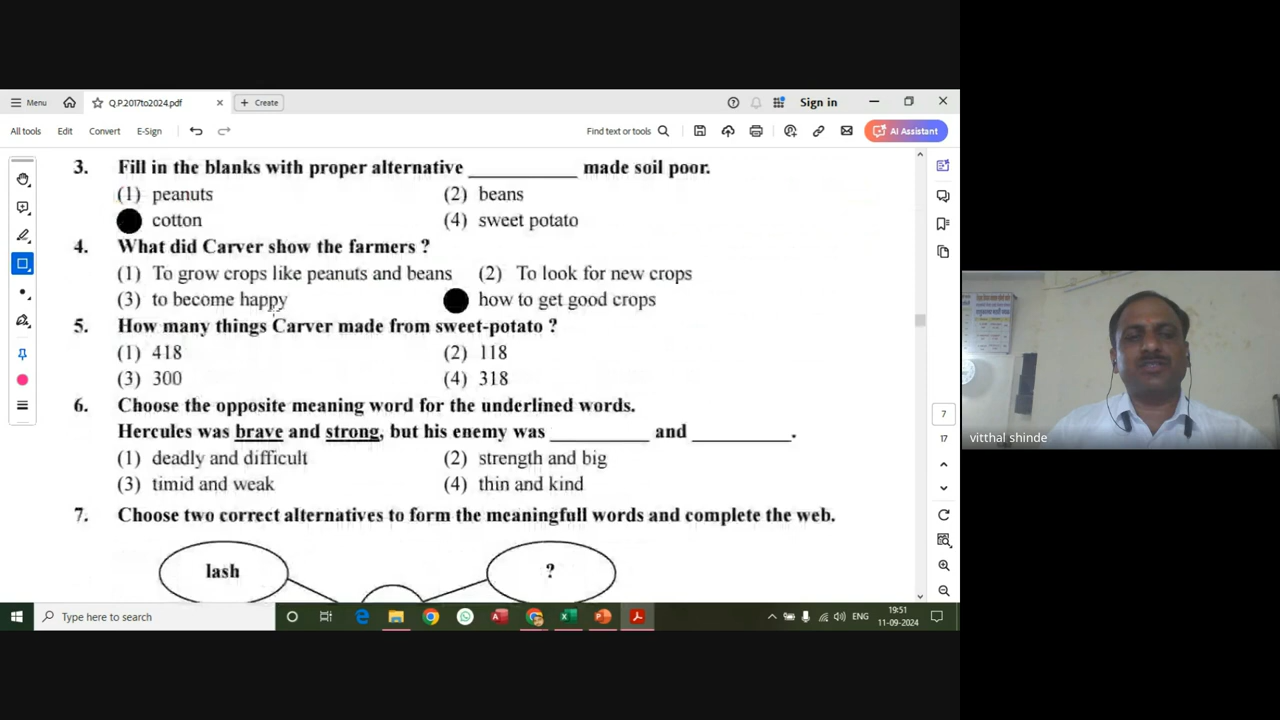 Menu
Q.P.2017to2024.pdf
Create
Sign in
All tools
Edit
Convert
E-Sign
Find text or tools
AI Assistant
3. Fill in the blanks with proper alternative __________ made soil poor.
(1) peanuts (2) beans
cotton (4) sweet potato
4. What did Carver show the farmers ?
(1) To grow crops like peanuts and beans (2) To look for new crops
(3) to become happy how to get good crops
5. How many things Carver made from sweet-potato ?
(1) 418 (2) 118
(3) 300 (4) 318
6. Choose the opposite meaning word for the underlined words.
Hercules was brave and strong, but his enemy was _________ and _________.
(1) deadly and difficult (2) strength and big
(3) timid and weak (4) thin and kind
7. Choose two correct alternatives to form the meaningfull words and complete the web.
lash ?
7
17
vitthal shinde
Type here to search
ENG
19:51
11-09-2024